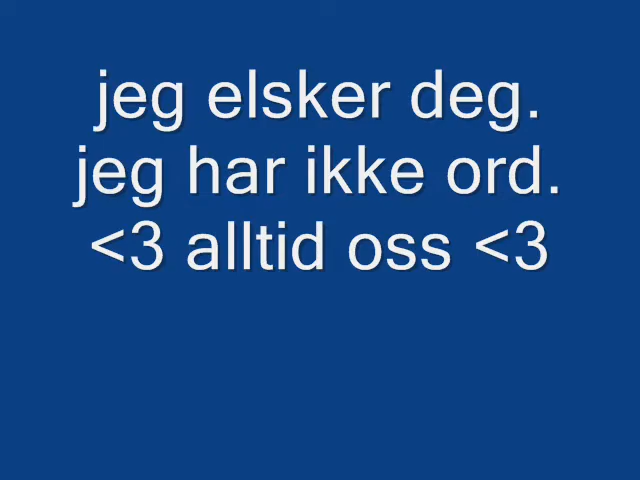 jeg elsker deg.
jeg har ikke ord.
<3 alltid oss <3